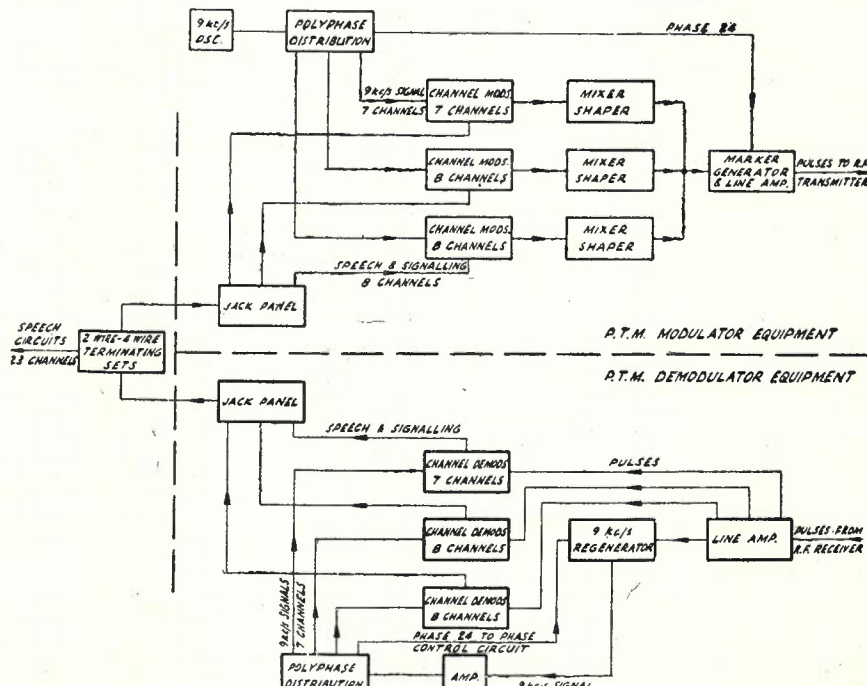 9 kc/s
OSC.
POLYPHASE
DISTRIBUTION
PHASE 24
9 kc/s SIGNAL
7 CHANNELS
CHANNEL MODS.
7 CHANNELS
MIXER
SHAPER
CHANNEL MODS.
8 CHANNELS
MIXER
SHAPER
MARKER
GENERATOR
& LINE AMP.
PULSES TO R.F.
TRANSMITTER
CHANNEL MODS.
8 CHANNELS
MIXER
SHAPER
SPEECH & SIGNALLING
8 CHANNELS
JACK PANEL
SPEECH
CIRCUITS
23 CHANNELS
2 WIRE-4 WIRE
TERMINATING
SETS
P.T.M. MODULATOR EQUIPMENT
P.T.M. DEMODULATOR EQUIPMENT
JACK PANEL
SPEECH & SIGNALLING
CHANNEL DEMODS
7 CHANNELS
PULSES
CHANNEL DEMODS
8 CHANNELS
9 kc/s
REGENERATOR
LINE AMP.
PULSES-FROM
R.F. RECEIVER
CHANNEL DEMODS
8 CHANNELS
9 kc/s SIGNALS
7 CHANNELS
PHASE 24 TO PHASE
CONTROL CIRCUIT
POLYPHASE
DISTRIBUTION
AMP.
9 kc/s SIGNAL